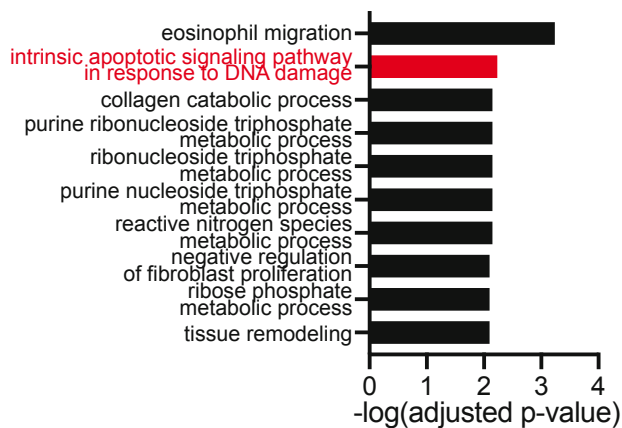 eosinophil migration
intrinsic apoptotic signaling pathway
in response to DNA damage
collagen catabolic process
purine ribonucleoside triphosphate
metabolic process
ribonucleoside triphosphate
metabolic process
purine nucleoside triphosphate
metabolic process
reactive nitrogen species
metabolic process
negative regulation
of fibroblast proliferation
ribose phosphate
metabolic process
tissue remodeling
0 1 2 3 4
-log(adjusted p-value)